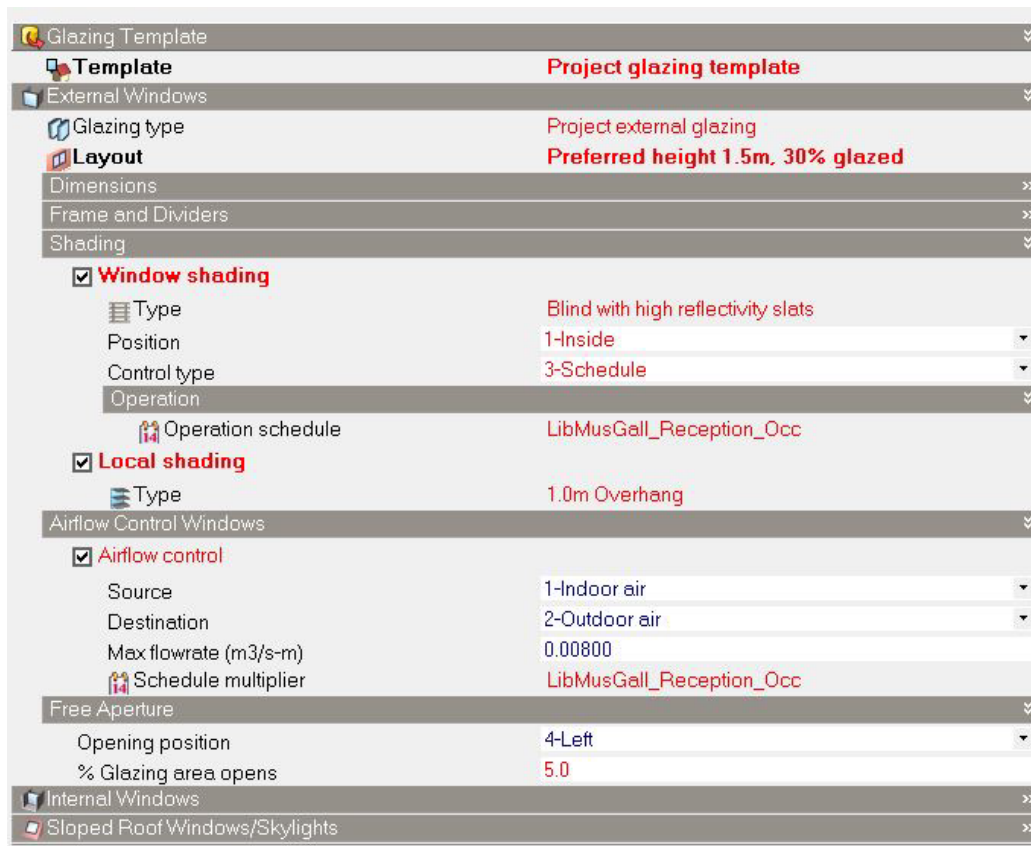 Glazing Template
Template Project glazing template
External Windows
Glazing type Project external glazing
Layout Preferred height 1.5m, 30% glazed
Dimensions
Frame and Dividers
Shading
Window shading
Type Blind with high reflectivity slats
Position 1-Inside
Control type 3-Schedule
Operation
14 Operation schedule LibMusGall_Reception_Occ
Local shading
Type 1.0m Overhang
Airflow Control Windows
Airflow control
Source 1-Indoor air
Destination 2-Outdoor air
Max flowrate (m3/s-m) 0.00800
14 Schedule multiplier LibMusGall_Reception_Occ
Free Aperture
Opening position 4-Left
% Glazing area opens 5.0
Internal Windows
Sloped Roof Windows/Skylights